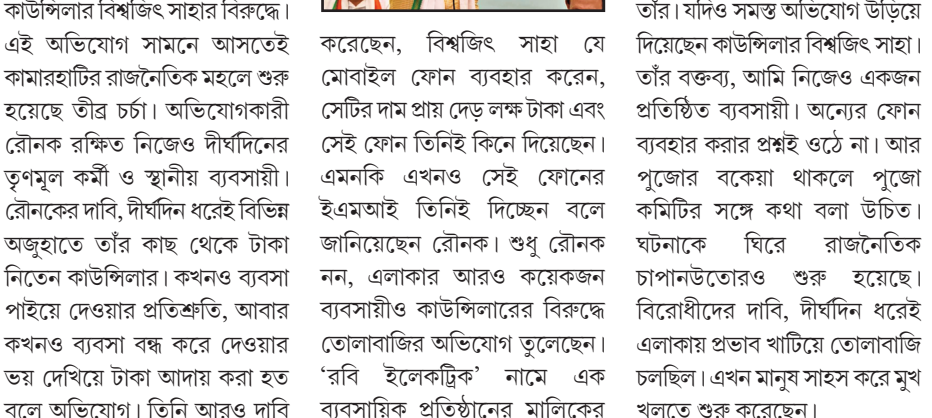 কাউন্সিলার বিশ্বজিৎ সাহার বিরুদ্ধে।
এই অভিযোগ সামনে আসতেই
কামারহাটির রাজনৈতিক মহলে শুরু
হয়েছে তীব্র চর্চা। অভিযোগকারী
রৌনক রক্ষিত নিজেও দীর্ঘদিনের
তৃণমূল কর্মী ও স্থানীয় ব্যবসায়ী।
রৌনকের দাবি, দীর্ঘদিন ধরেই বিভিন্ন
অজুহাতে তাঁর কাছ থেকে টাকা
নিতেন কাউন্সিলার। কখনও ব্যবসা
পাইয়ে দেওয়ার প্রতিশ্রুতি, আবার
কখনও ব্যবসা বন্ধ করে দেওয়ার
ভয় দেখিয়ে টাকা আদায় করা হত
বলে অভিযোগ। তিনি আরও দাবি
করেছেন, বিশ্বজিৎ সাহা যে
মোবাইল ফোন ব্যবহার করেন,
সেটির দাম প্রায় দেড় লক্ষ টাকা এবং
সেই ফোন তিনিই কিনে দিয়েছেন।
এমনকি এখনও সেই ফোনের
ইএমআই তিনিই দিচ্ছেন বলে
জানিয়েছেন রৌনক। শুধু রৌনক
নন, এলাকার আরও কয়েকজন
ব্যবসায়ীও কাউন্সিলারের বিরুদ্ধে
তোলাবাজির অভিযোগ তুলেছেন।
‘রবি ইলেকট্রিক’ নামে এক
ব্যবসায়িক প্রতিষ্ঠানের মালিকের
তাঁর। যদিও সমস্ত অভিযোগ উড়িয়ে
দিয়েছেন কাউন্সিলার বিশ্বজিৎ সাহা।
তাঁর বক্তব্য, আমি নিজেও একজন
প্রতিষ্ঠিত ব্যবসায়ী। অন্যের ফোন
ব্যবহার করার প্রশ্নই ওঠে না। আর
পুজোর বকেয়া থাকলে পুজো
কমিটির সঙ্গে কথা বলা উচিত।
ঘটনাকে ঘিরে রাজনৈতিক
চাপানউতোরও শুরু হয়েছে।
বিরোধীদের দাবি, দীর্ঘদিন ধরেই
এলাকায় প্রভাব খাটিয়ে তোলাবাজি
চলছিল। এখন মানুষ সাহস করে মুখ
খুলতে শুরু করেছেন।